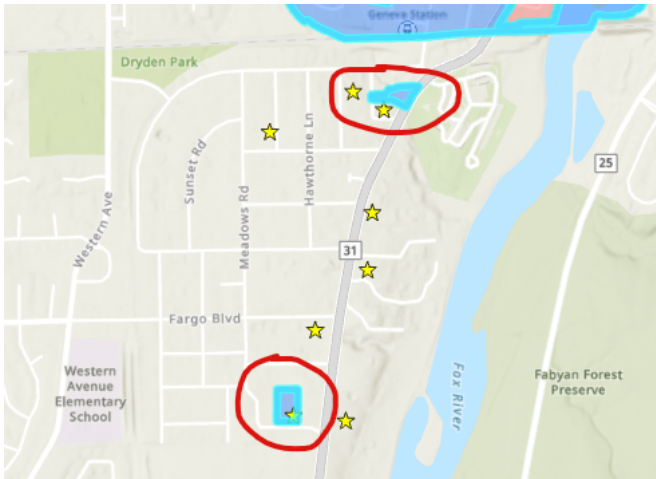 Geneva Station
Dryden Park
Sunset Rd
Hawthorne Ln
Meadows Rd
Western Ave
25
31
Fargo Blvd
Western
Avenue
Elementary
School
Fox River
Fabyan Forest
Preserve